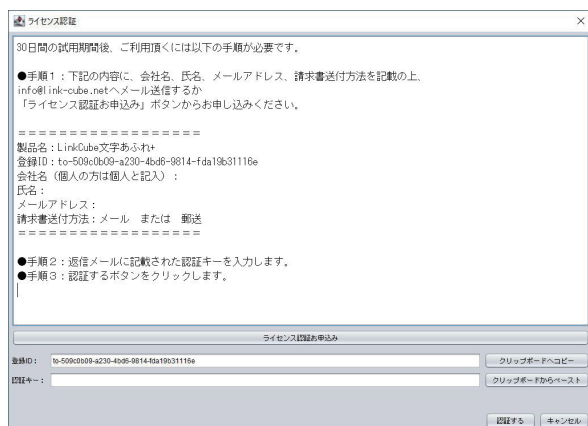 ライセンス認証
30日間の試用期間後、ご利用頂くには以下の手順が必要です。
●手順1：下記の内容に、会社名、氏名、メールアドレス、請求書送付方法を記載の上、
info@link-cube.netへメール送信するか
「ライセンス認証お申込み」ボタンからお申し込みください。
＝＝＝＝＝＝＝＝＝＝＝＝＝＝＝＝＝＝
製品名：LinkCube文字あふれ+
登録ID：to-509c0b09-a230-4bd6-9814-fda19b31116e
会社名（個人の方は個人と記入）：
氏名：
メールアドレス：
請求書送付方法：メール　または　郵送
＝＝＝＝＝＝＝＝＝＝＝＝＝＝＝＝＝＝
●手順2：返信メールに記載された認証キーを入力します。
●手順3：認証するボタンをクリックします。
ライセンス認証お申込み
登録ID： to-509c0b09-a230-4bd6-9814-fda19b31116e クリップボードへコピー
認証キー： クリップボードからペースト
認証する キャンセル